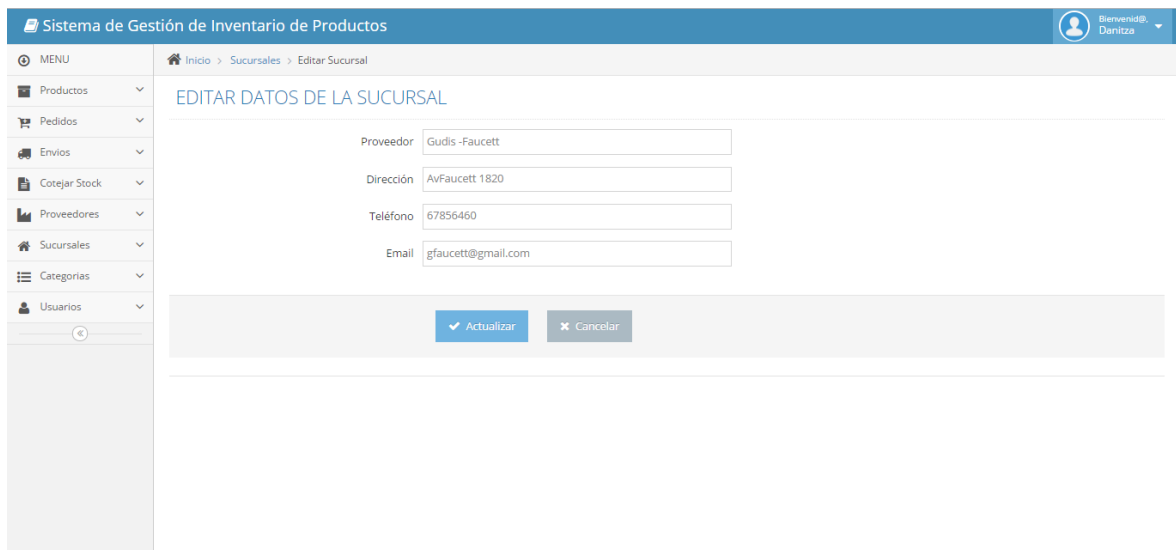 Sistema de Gestión de Inventario de Productos
Bienvenid@,
Danitza
MENU
Productos
Pedidos
Envios
Cotejar Stock
Proveedores
Sucursales
Categorias
Usuarios
Inicio > Sucursales > Editar Sucursal
EDITAR DATOS DE LA SUCURSAL
Proveedor Gudis -Faucett
Dirección AvFaucett 1820
Teléfono 67856460
Email gfaucett@gmail.com
Actualizar Cancelar